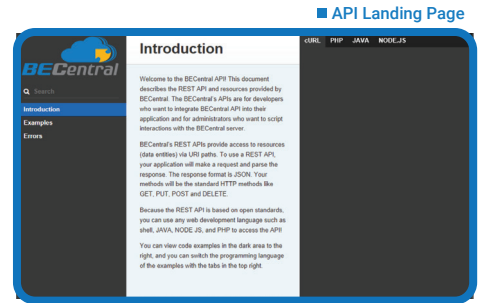 API Landing Page
BECentral
Search
Introduction
Examples
Errors
Introduction
Welcome to the BECentral API! This document
describes the REST API and resources provided by
BECentral. The BECentral's APIs are for developers
who want to integrate BECentral API into their
application and for administrators who want to script
interactions with the BECentral server.
BECentral's REST APIs provide access to resources
(data entities) via URI paths. To use a REST API,
your application will make a request and parse the
response. The response format is JSON. Your
methods will be the standard HTTP methods like
GET, PUT, POST and DELETE.
Because the REST API is based on open standards,
you can use any web development language such as
shell, JAVA, NODE JS, and PHP to access the API!
You can view code examples in the dark area to the
right, and you can switch the programming language
of the examples with the tabs in the top right.
cURL PHP JAVA NODE.JS